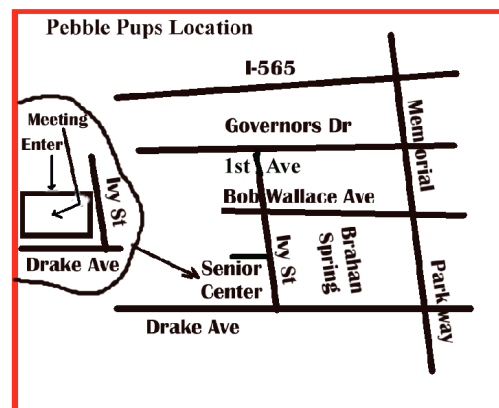 Pebble Pups Location
I-565
Meeting
Enter
Ivy St
Drake Ave
Governors Dr
1st Ave
Bob Wallace Ave
Senior
Center
Ivy St
Brahan
Spring
Memorial
Parkway
Drake Ave